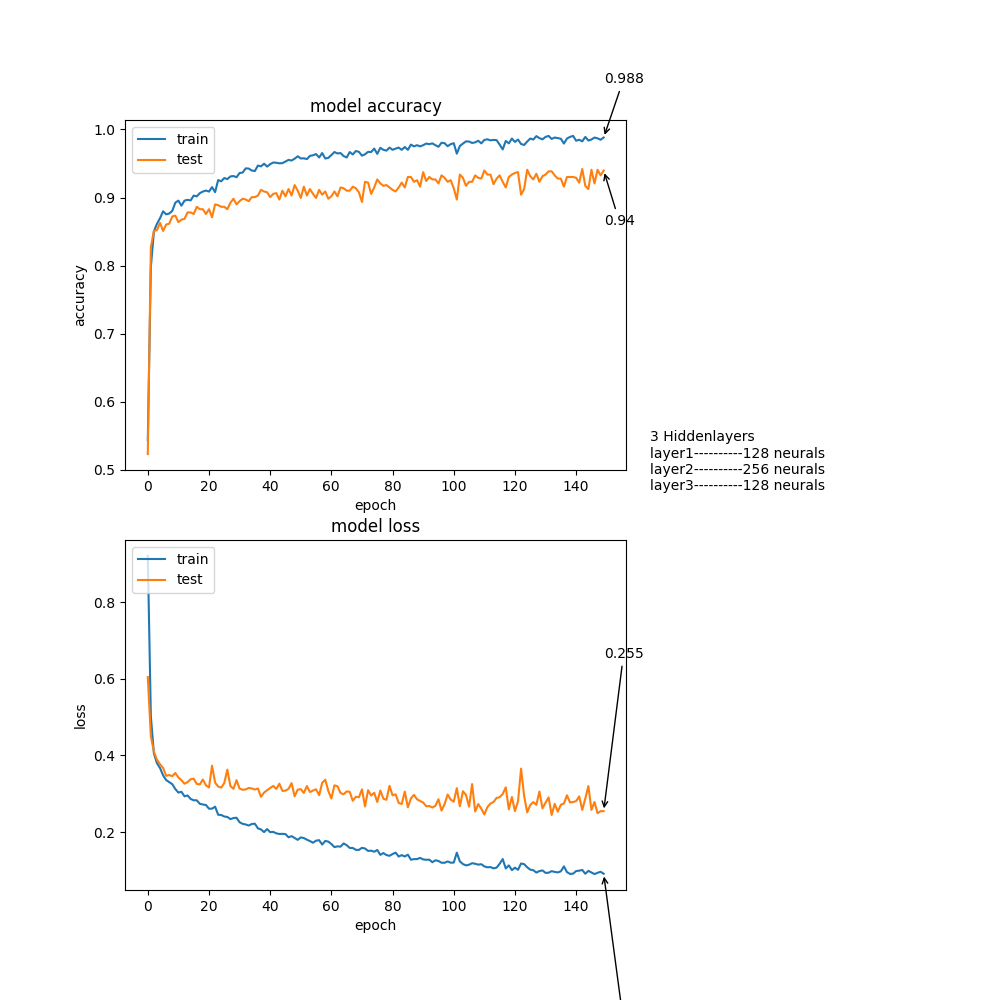 0.988
model accuracy
train
test
1.0
0.9
0.8
0.7
0.6
0.5
accuracy
0.94
0 20 40 60 80 100 120 140
epoch
3 Hiddenlayers
layer1----------128 neurals
layer2----------256 neurals
layer3----------128 neurals
model loss
train
test
0.8
0.6
0.4
0.2
loss
0.255
0 20 40 60 80 100 120 140
epoch